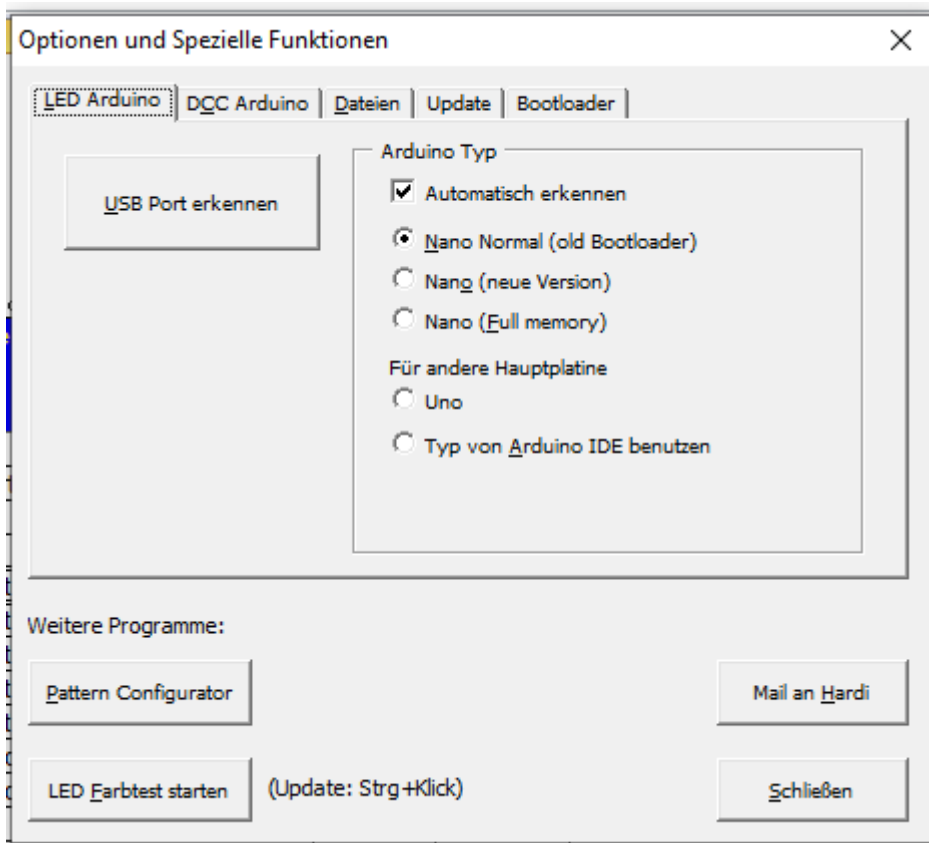 Optionen und Spezielle Funktionen
LED Arduino
DCC Arduino
Dateien
Update
Bootloader
USB Port erkennen
Arduino Typ
Automatisch erkennen
Nano Normal (old Bootloader)
Nano (neue Version)
Nano (Full memory)
Für andere Hauptplatine
Uno
Typ von Arduino IDE benutzen
Weitere Programme:
Pattern Configurator
Mail an Hardi
LED Farbtest starten
(Update: Strg+Klick)
Schließen